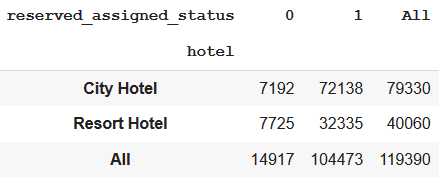 reserved_assigned_status 0 1 All
hotel
City Hotel 7192 72138 79330
Resort Hotel 7725 32335 40060
All 14917 104473 119390